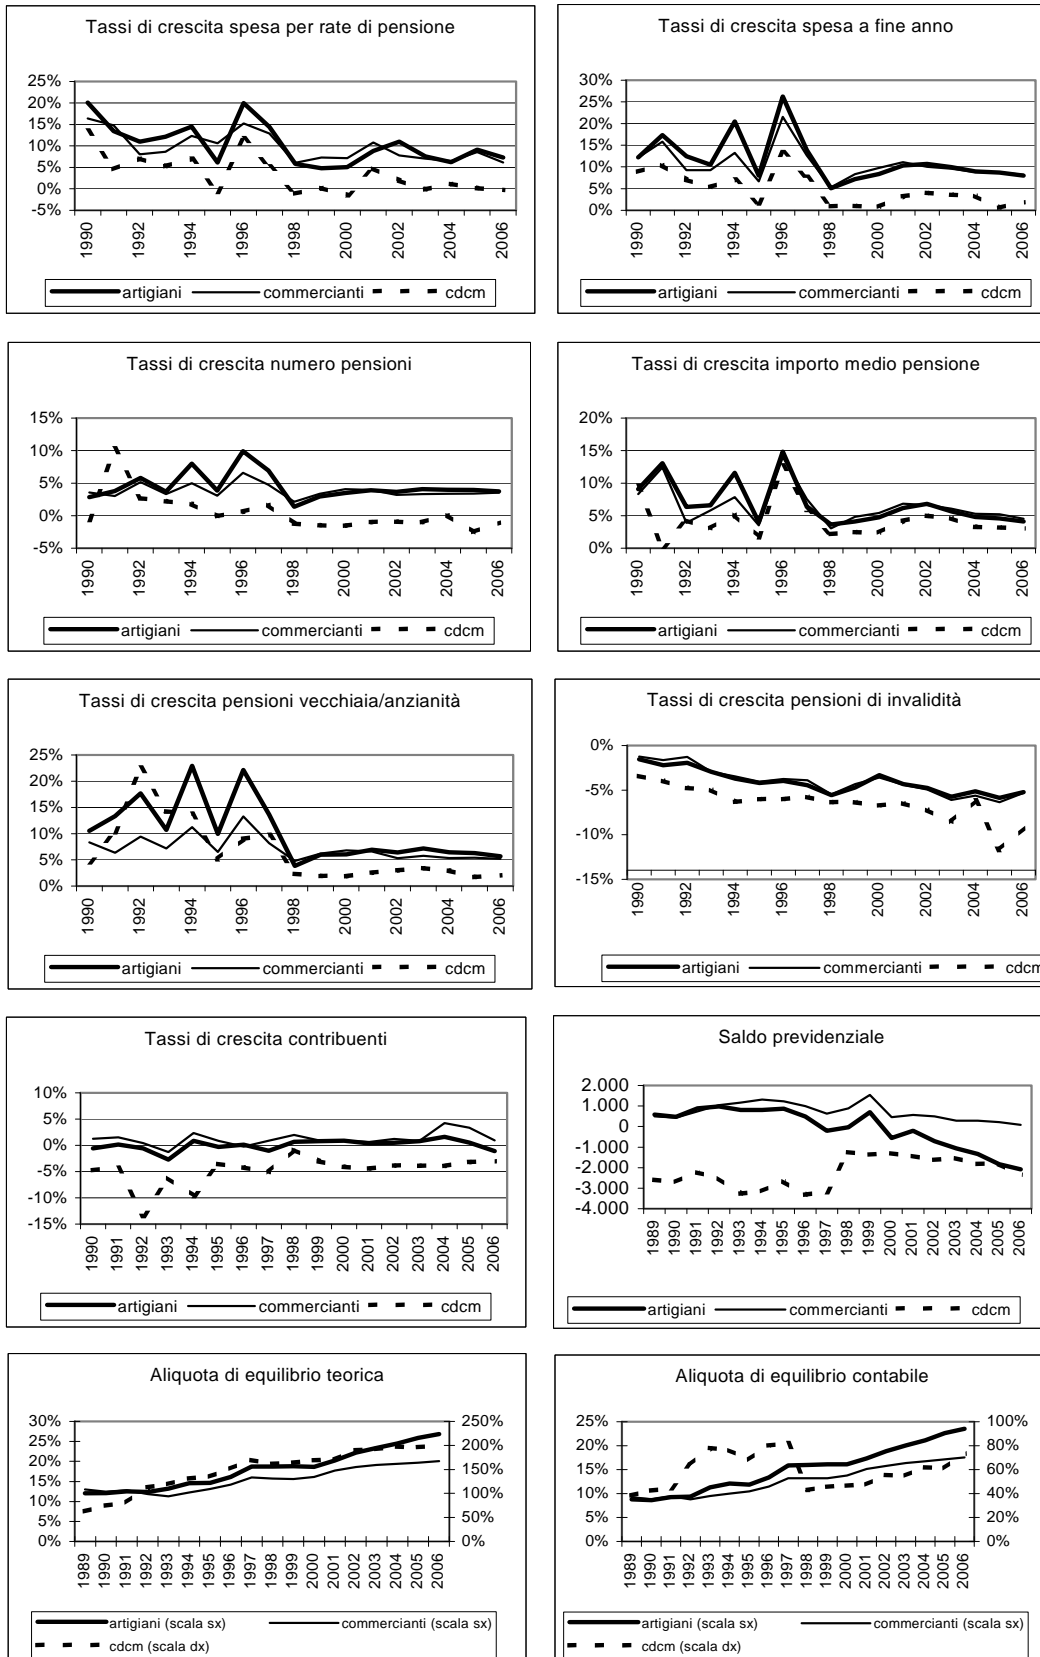 Tassi di crescita spesa per rate di pensione
25%
20%
15%
10%
5%
0%
-5%
1990 1992 1994 1996 1998 2000 2002 2004 2006
artigiani commercianti cdcm
Tassi di crescita spesa a fine anno
30%
25%
20%
15%
10%
5%
0%
1990 1992 1994 1996 1998 2000 2002 2004 2006
artigiani commercianti cdcm
Tassi di crescita numero pensioni
15%
10%
5%
0%
-5%
1990 1992 1994 1996 1998 2000 2002 2004 2006
artigiani commercianti cdcm
Tassi di crescita importo medio pensione
20%
15%
10%
5%
0%
1990 1992 1994 1996 1998 2000 2002 2004 2006
artigiani commercianti cdcm
Tassi di crescita pensioni vecchiaia/anzianità
25%
20%
15%
10%
5%
0%
1990 1992 1994 1996 1998 2000 2002 2004 2006
artigiani commercianti cdcm
Tassi di crescita pensioni di invalidità
0%
-5%
-10%
-15%
1990 1992 1994 1996 1998 2000 2002 2004 2006
artigiani commercianti cdcm
Tassi di crescita contribuenti
10%
5%
0%
-5%
-10%
-15%
1990 1991 1992 1993 1994 1995 1996 1997 1998 1999 2000 2001 2002 2003 2004 2005 2006
artigiani commercianti cdcm
Saldo previdenziale
2.000
1.000
0
-1.000
-2.000
-3.000
-4.000
1989 1990 1991 1992 1993 1994 1995 1996 1997 1998 1999 2000 2001 2002 2003 2004 2005 2006
artigiani commercianti cdcm
Aliquota di equilibrio teorica
30% 250%
25% 200%
20% 150%
15% 100%
10% 50%
5% 0%
0%
1989 1990 1991 1992 1993 1994 1995 1996 1997 1998 1999 2000 2001 2002 2003 2004 2005 2006
artigiani (scala sx) commercianti (scala sx)
cdcm (scala dx)
Aliquota di equilibrio contabile
25% 100%
20% 80%
15% 60%
10% 40%
5% 20%
0% 0%
1989 1990 1991 1992 1993 1994 1995 1996 1997 1998 1999 2000 2001 2002 2003 2004 2005 2006
artigiani (scala sx) commercianti (scala sx)
cdcm (scala dx)